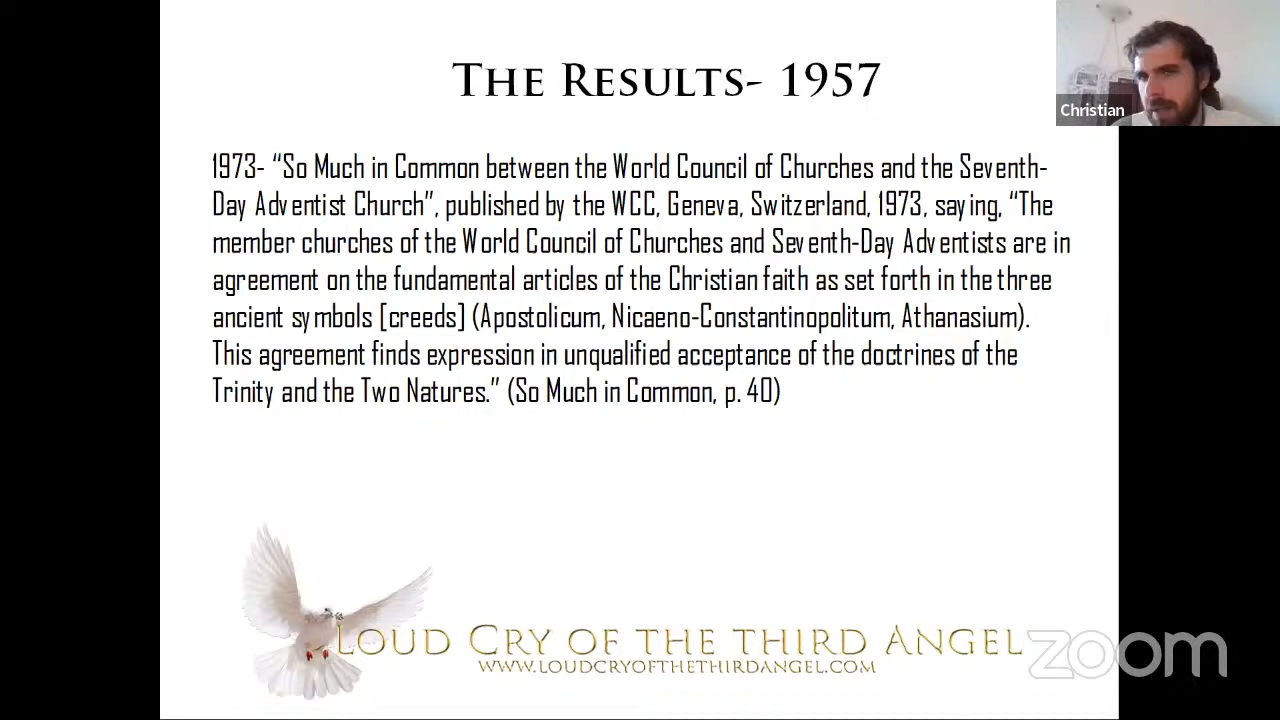 THE RESULTS- 1957
Christian
1973- “So Much in Common between the World Council of Churches and the Seventh-
Day Adventist Church”, published by the WCC, Geneva, Switzerland, 1973, saying, “The
member churches of the World Council of Churches and Seventh-Day Adventists are in
agreement on the fundamental articles of the Christian faith as set forth in the three
ancient symbols [creeds] (Apostolicum, Nicaeno-Constantinopolitum, Athanasium).
This agreement finds expression in unqualified acceptance of the doctrines of the
Trinity and the Two Natures.” (So Much in Common, p. 40)
LOUD CRY OF THE THIRD ANGEL
WWW.LOUDCRYOFTHETHIRDANGEL.COM
zoom